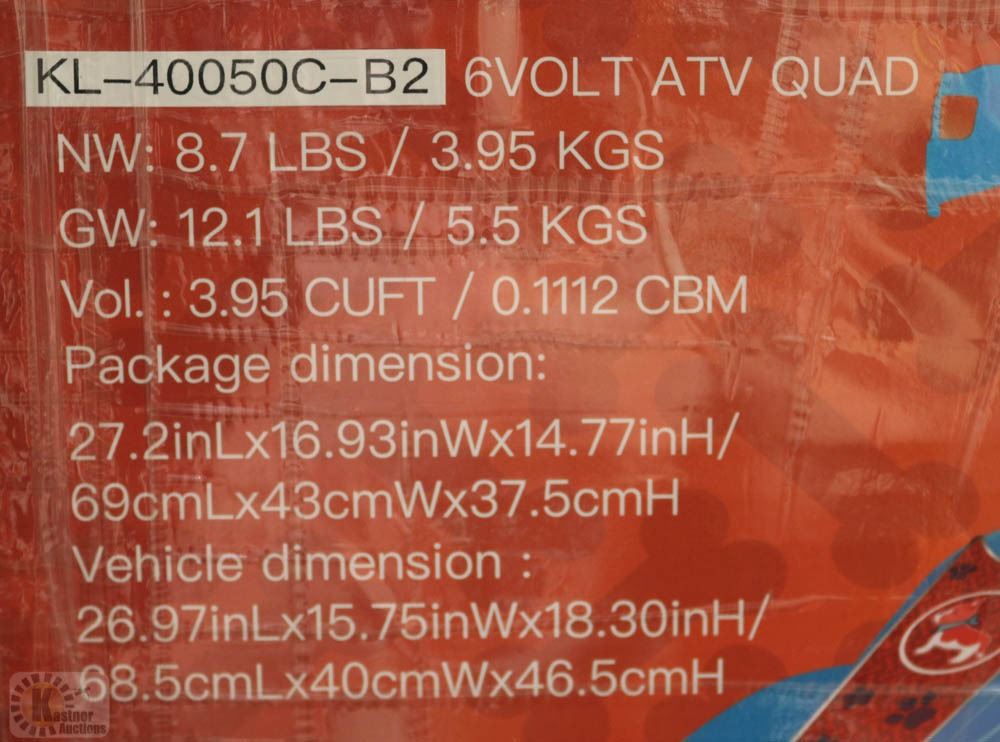 KL-40050C-B2 6VOLT ATV QUAD
NW: 8.7 LBS / 3.95 KGS
GW: 12.1 LBS / 5.5 KGS
Vol. : 3.95 CUFT / 0.1112 CBM
Package dimension:
27.2inLx16.93inWx14.77inH/
69cmLx43cmWx37.5cmH
Vehicle dimension :
26.97inLx15.75inWx18.30inH/
68.5cmLx40cmWx46.5cmH
Kastner
Auctions